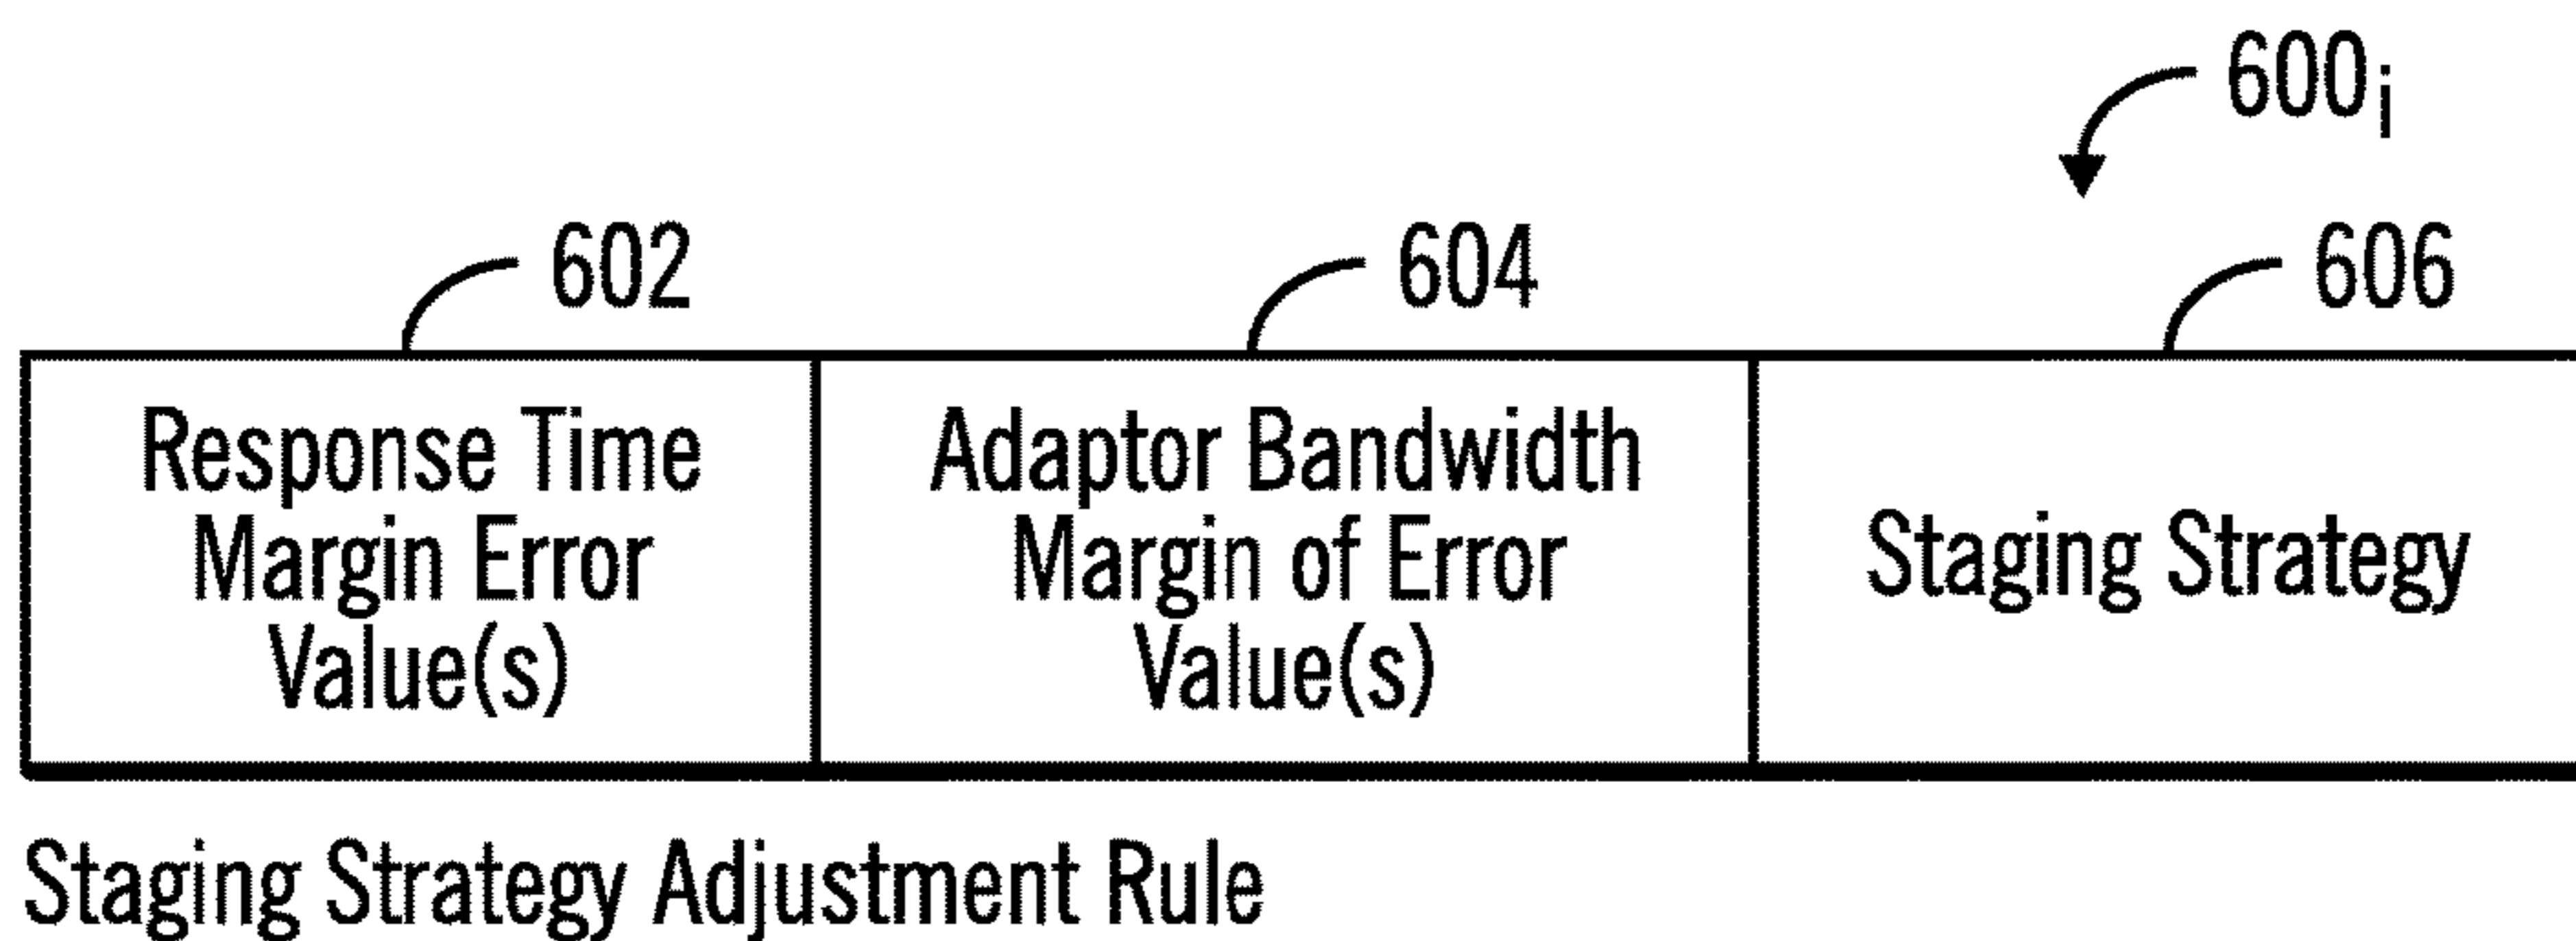 600i
602
604
606
Response Time
Margin Error
Value(s)
Adaptor Bandwidth
Margin of Error
Value(s)
Staging Strategy
Staging Strategy Adjustment Rule